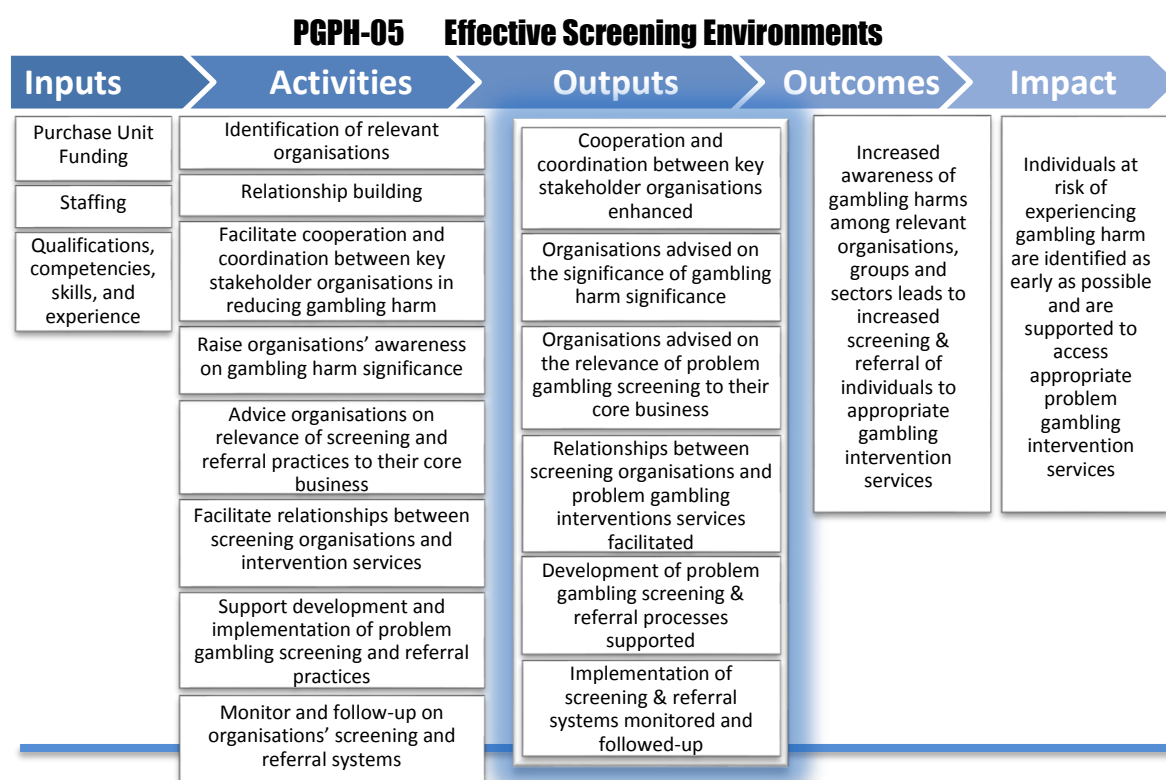 PGPH-05 Effective Screening Environments
Inputs
Activities
Outputs
Outcomes
Impact
Purchase Unit
Funding
Staffing
Qualifications,
competencies,
skills, and
experience
Identification of relevant
organisations
Relationship building
Facilitate cooperation and
coordination between key
stakeholder organisations in
reducing gambling harm
Raise organisations’ awareness
on gambling harm significance
Advice organisations on
relevance of screening and
referral practices to their core
business
Facilitate relationships between
screening organisations and
intervention services
Support development and
implementation of problem
gambling screening and referral
practices
Monitor and follow-up on
organisations’ screening and
referral systems
Cooperation and
coordination between key
stakeholder organisations
enhanced
Organisations advised on
the significance of gambling
harm significance
Organisations advised on
the relevance of problem
gambling screening to their
core business
Relationships between
screening organisations and
problem gambling
interventions services
facilitated
Development of problem
gambling screening &
referral processes
supported
Implementation of
screening & referral
systems monitored and
followed-up
Increased
awareness of
gambling harms
among relevant
organisations,
groups and
sectors leads to
increased
screening &
referral of
individuals to
appropriate
gambling
intervention
services
Individuals at
risk of
experiencing
gambling harm
are identified as
early as possible
and are
supported to
access
appropriate
problem
gambling
intervention
services